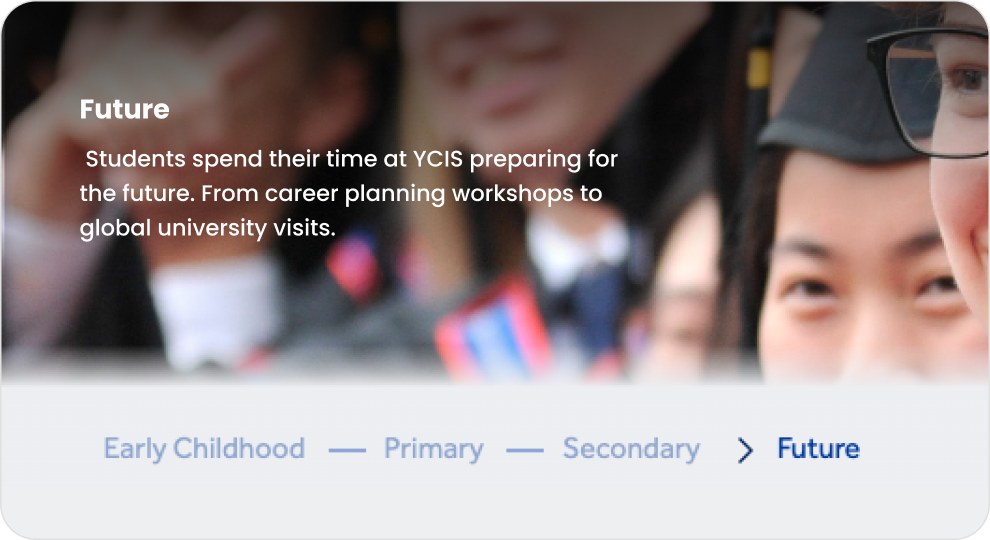 Future
Students spend their time at YCIS preparing for
the future. From career planning workshops to
global university visits.
Early Childhood — Primary — Secondary > Future